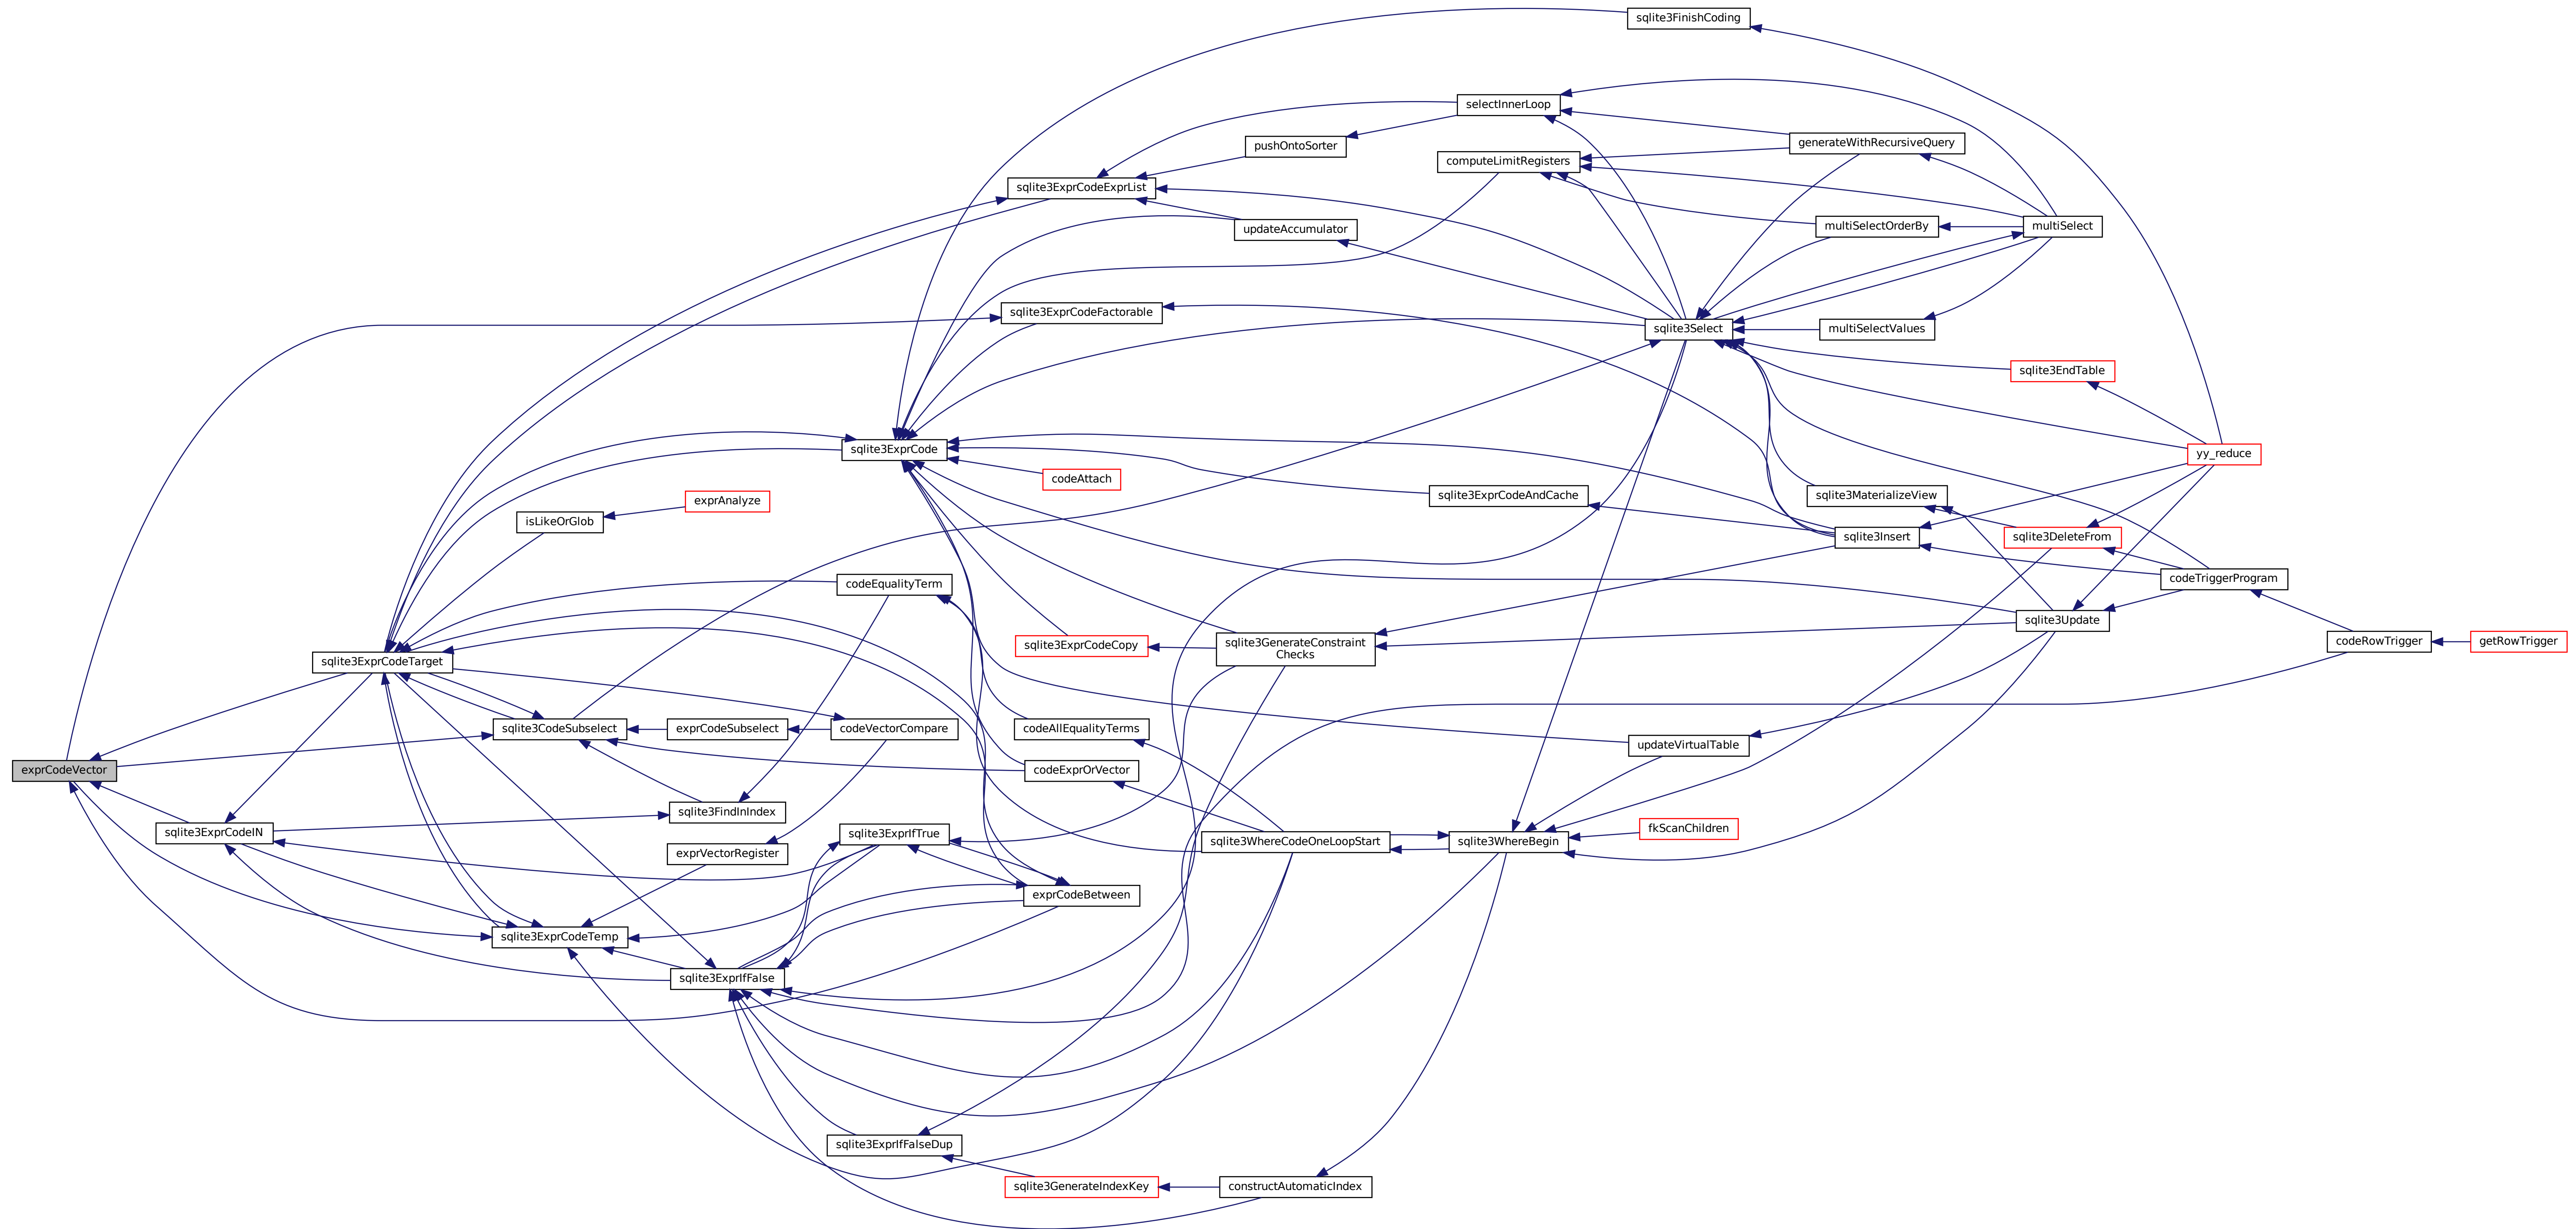 sqlite3FinishCoding
selectInnerLoop
generateWithRecursiveQuery
pushOntoSorter
computeLimitRegisters
sqlite3ExprCodeExprList
updateAccumulator
multiSelectOrderBy
multiSelect
sqlite3ExprCodeFactorable
sqlite3Select
multiSelectValues
sqlite3EndTable
sqlite3ExprCode
yy_reduce
codeAttach
exprAnalyze
sqlite3ExprCodeAndCache
sqlite3MaterializeView
isLikeOrGlob
sqlite3Insert
sqlite3DeleteFrom
codeEqualityTerm
codeTriggerProgram
sqlite3Update
sqlite3ExprCodeCopy
sqlite3GenerateConstraint
Checks
codeRowTrigger
getRowTrigger
sqlite3ExprCodeTarget
sqlite3CodeSubselect
exprCodeSubselect
codeVectorCompare
codeAllEqualityTerms
updateVirtualTable
exprCodeVector
codeExprOrVector
sqlite3FindInIndex
sqlite3ExprCodeIN
sqlite3ExprIfTrue
fkScanChildren
sqlite3WhereCodeOneLoopStart
sqlite3WhereBegin
exprVectorRegister
exprCodeBetween
sqlite3ExprCodeTemp
sqlite3ExprIfFalse
sqlite3ExprIfFalseDup
sqlite3GenerateIndexKey
constructAutomaticIndex